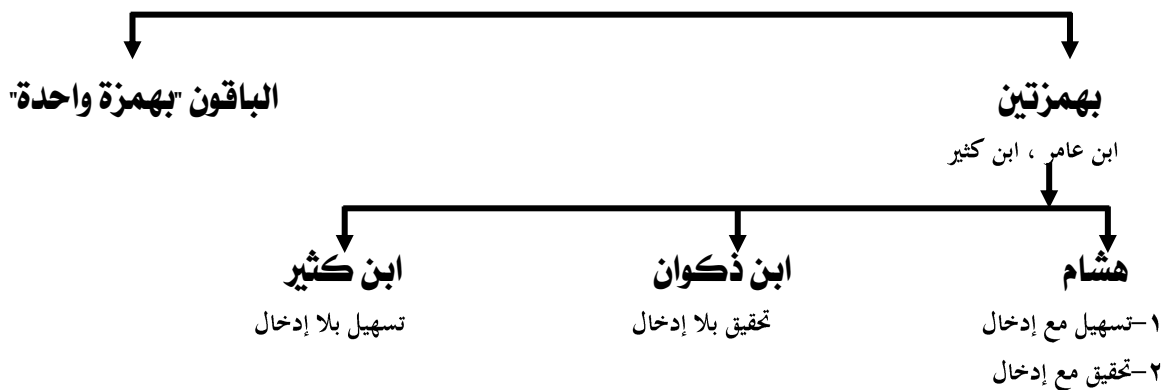 بهمزتين    الباقون "بهمزة واحدة"
ابن عامر ، ابن كثير
هشام    ابن ذكوان    ابن كثير
١-تسهيل مع إدخال    تحقيق بلا إدخال    تسهيل بلا إدخال
٢-تحقيق مع إدخال